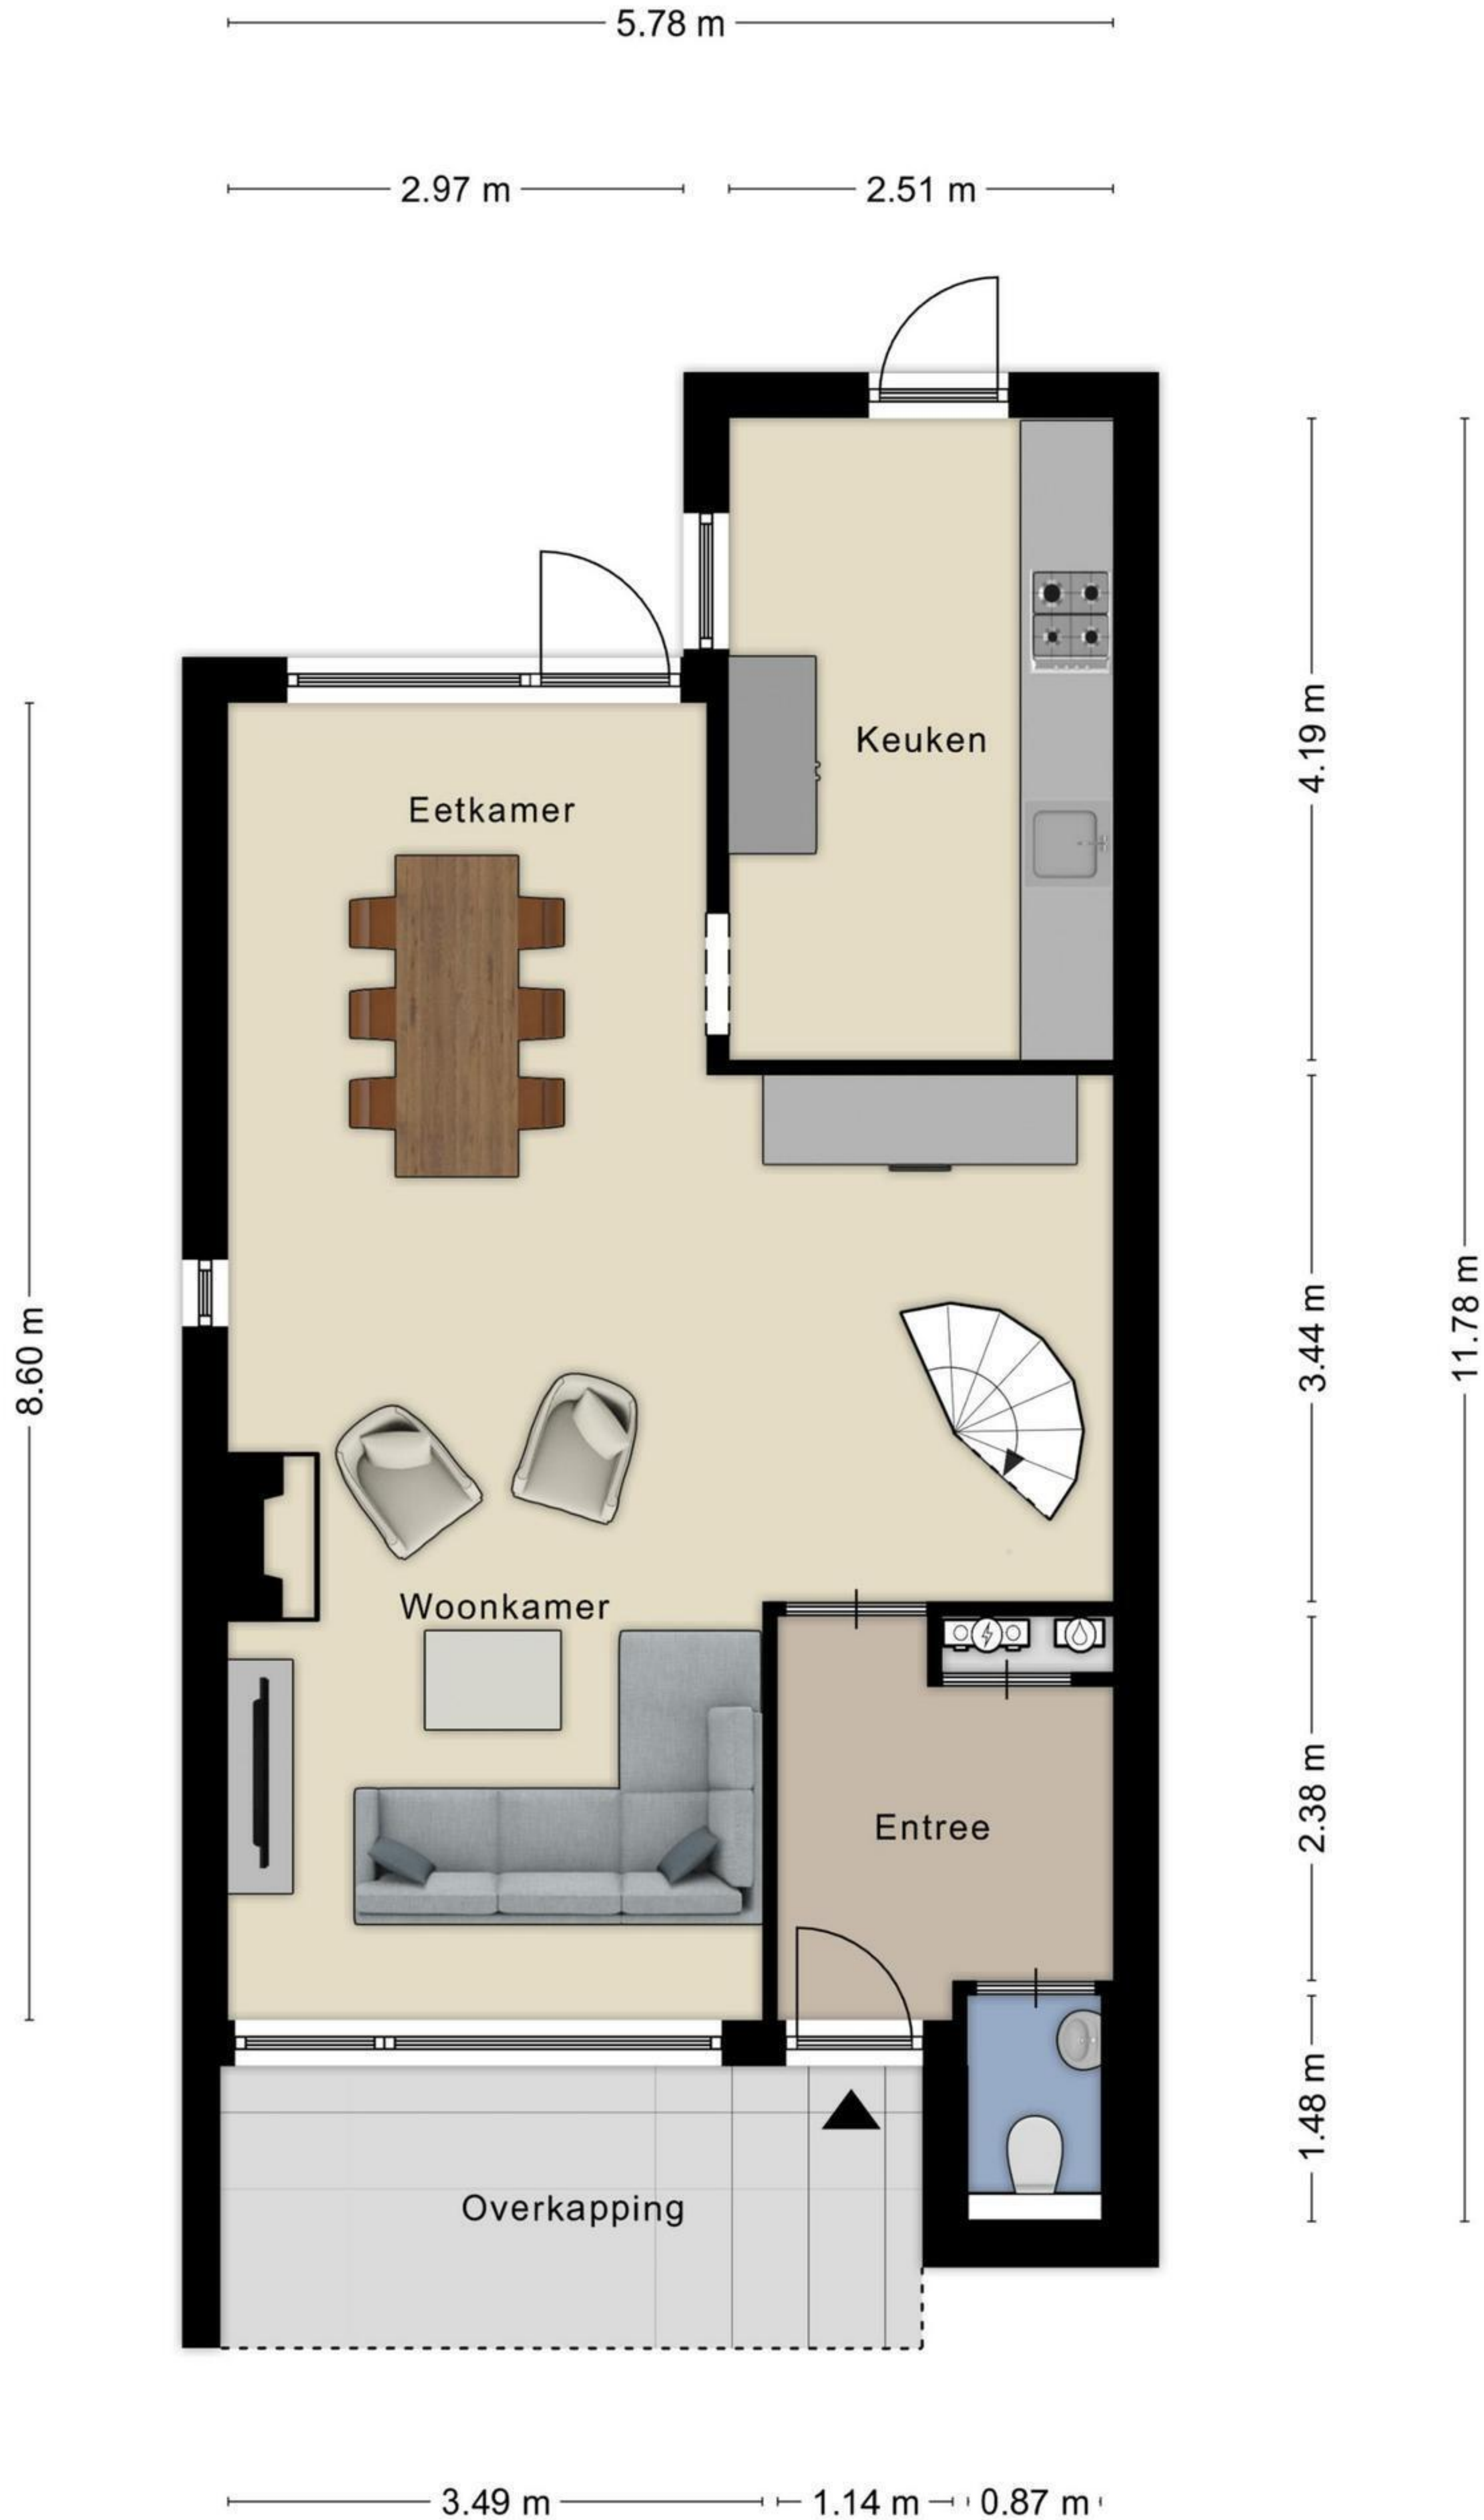 5.78 m
2.97 m
2.51 m
Keuken
4.19 m
Eetkamer
8.60 m
3.44 m
11.78 m
Woonkamer
Entree
2.38 m
1.48 m
Overkapping
3.49 m
1.14 m
0.87 m